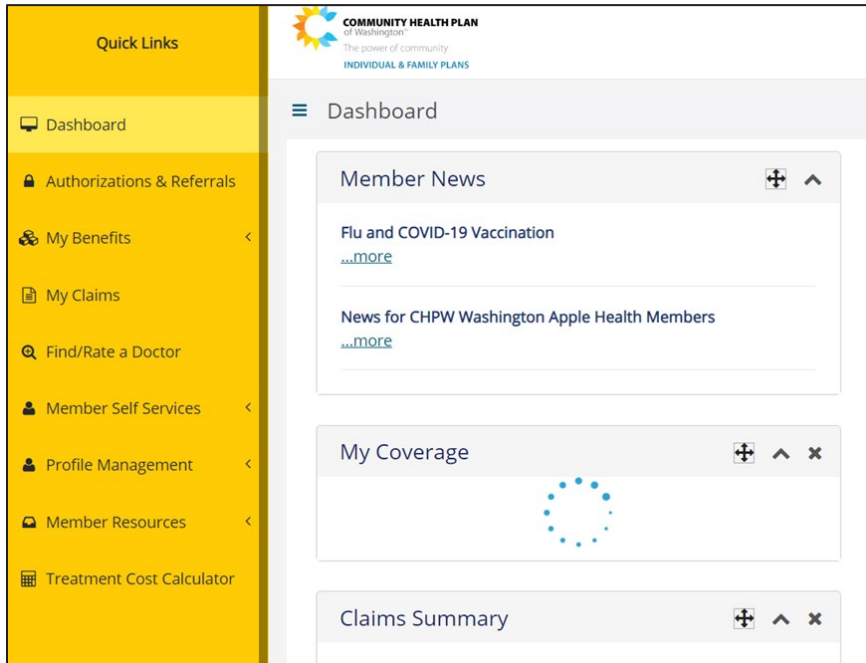 Quick Links
Dashboard
Authorizations & Referrals
My Benefits
My Claims
Find/Rate a Doctor
Member Self Services
Profile Management
Member Resources
Treatment Cost Calculator
COMMUNITY HEALTH PLAN
of Washington™
The power of community
INDIVIDUAL & FAMILY PLANS
Dashboard
Member News
Flu and COVID-19 Vaccination
...more
News for CHPW Washington Apple Health Members
...more
My Coverage
Claims Summary